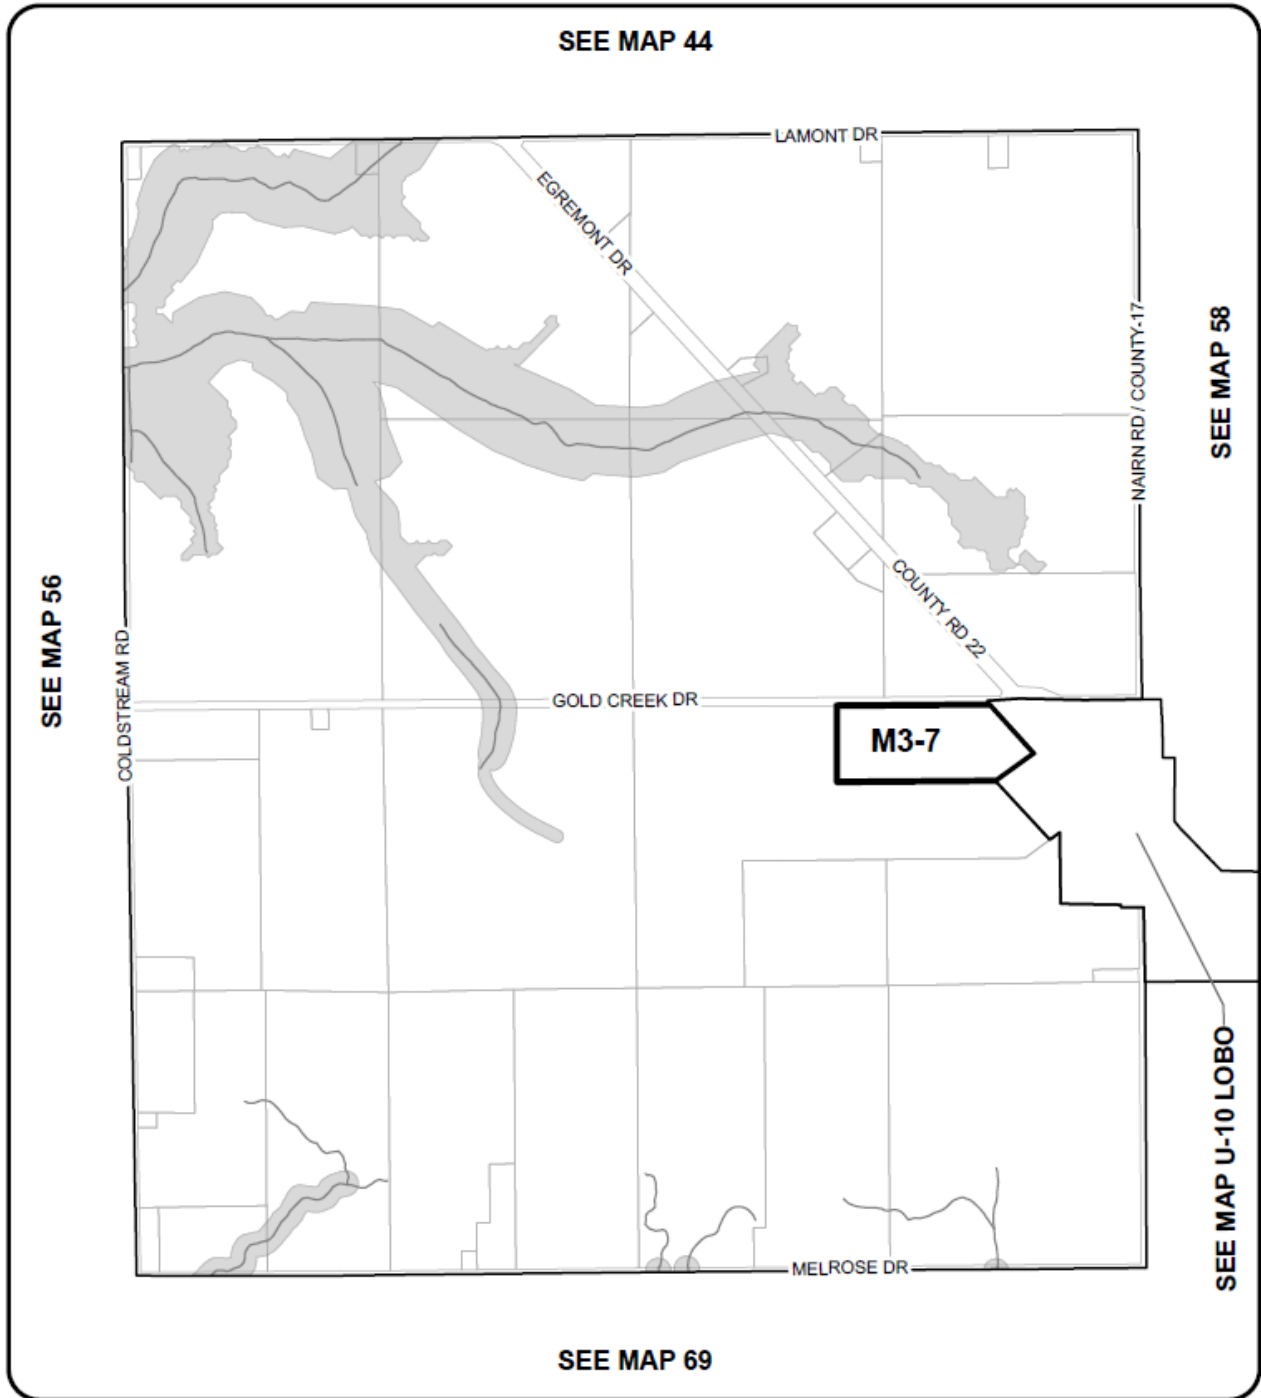 SEE MAP 44
LAMONT DR
EGREMONT DR
NAIRN RD / COUNTY-17
SEE MAP 58
COUNTY RD 22
SEE MAP 56
COLDSTREAM RD
GOLD CREEK DR
M3-7
SEE MAP U-10 LOBO
MELROSE DR
SEE MAP 69